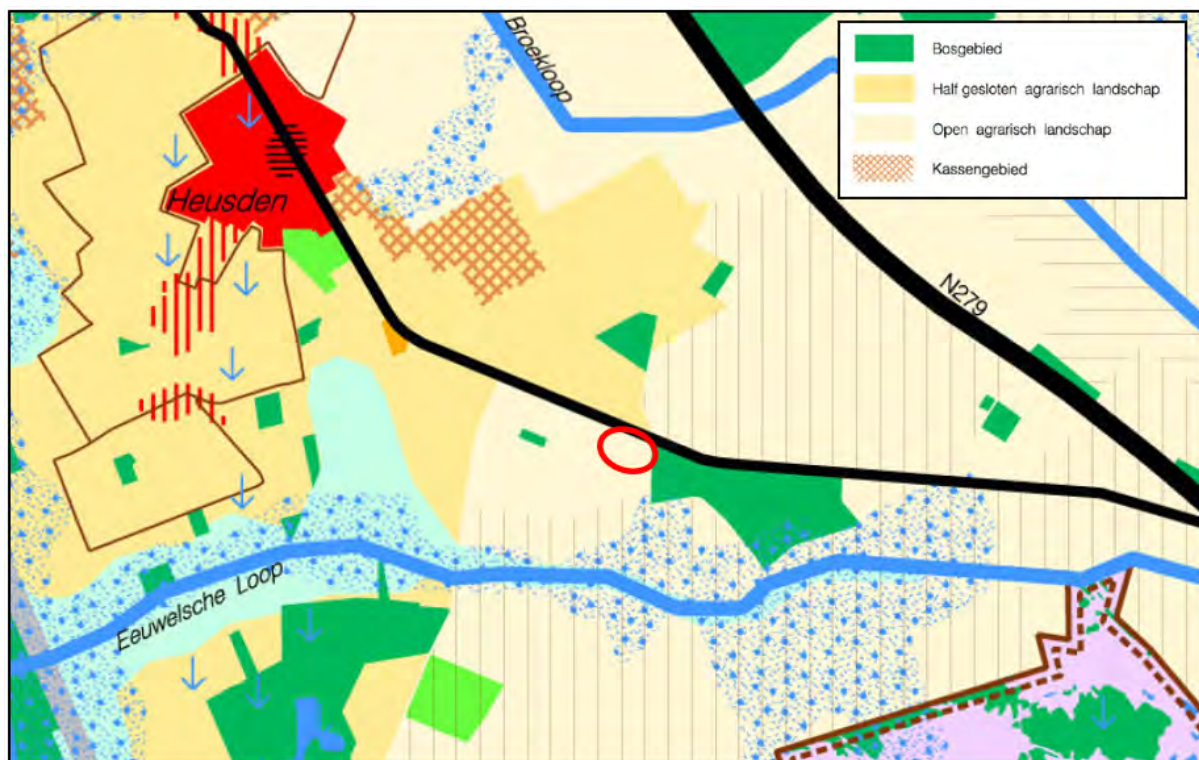 Broekloop
Bosgebied
Half gesloten agrarisch landschap
Open agrarisch landschap
Kassengebied
Heusden
N279
Eeuwelsche Loop